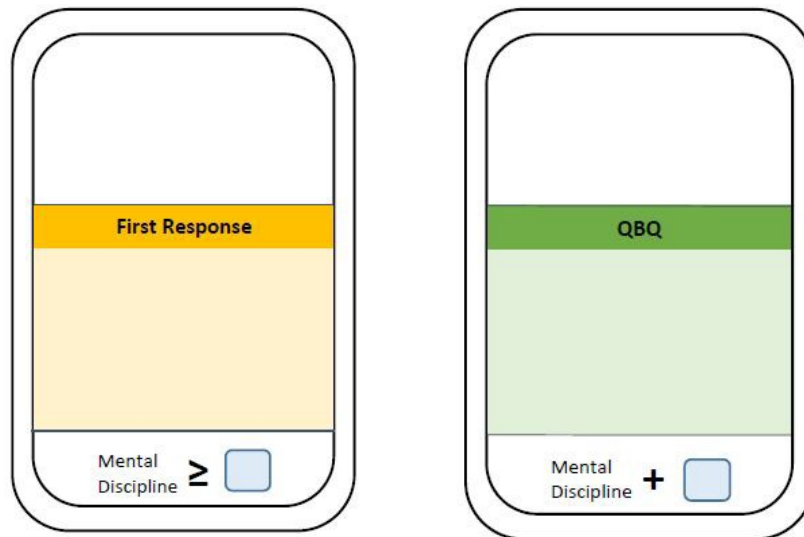 First Response
Mental
Discipline ≥
QBQ
Mental
Discipline +